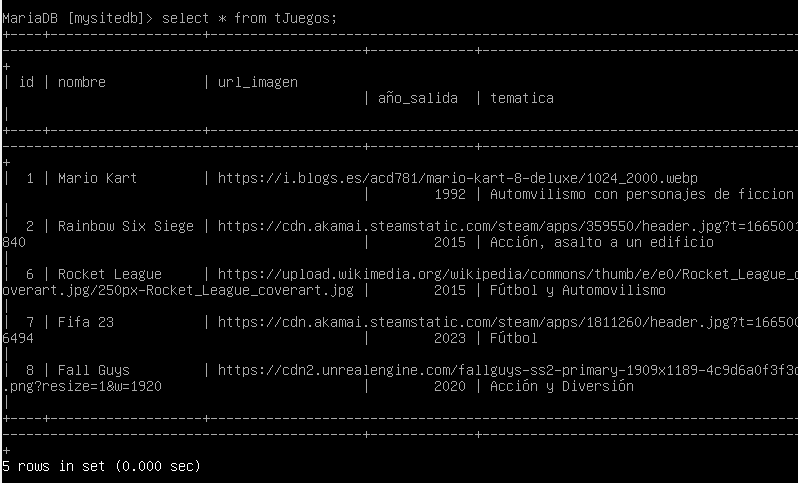 MariaDB [mysitedb]> select * from tJuegos;
+----+------------------+--------------------------------------------------------------------------
---------------------------------------------+------------+---------------------------------------
+
| id | nombre | url_imagen
| año_salida | tematica
|
+----+------------------+--------------------------------------------------------------------------
---------------------------------------------+------------+---------------------------------------
+
| 1 | Mario Kart | https://i.blogs.es/acd781/mario-kart-8-deluxe/1024_2000.webp
| 1992 | Automvilismo con personajes de ficcion
|
| 2 | Rainbow Six Siege | https://cdn.akamai.steamstatic.com/steam/apps/359550/header.jpg?t=1665001
840 | 2015 | Acción, asalto a un edificio
|
| 6 | Rocket League | https://upload.wikimedia.org/wikipedia/commons/thumb/e/e0/Rocket_League_c
overart.jpg/250px-Rocket_League_coverart.jpg | 2015 | Fútbol y Automovilismo
|
| 7 | Fifa 23 | https://cdn.akamai.steamstatic.com/steam/apps/1811260/header.jpg?t=166500
6494 | 2023 | Fútbol
|
| 8 | Fall Guys | https://cdn2.unrealengine.com/fallguys-ss2-primary-1909x1189-4c9d6a0f3f3d
.png?resize=1&w=1920 | 2020 | Acción y Diversión
|
+----+------------------+--------------------------------------------------------------------------
---------------------------------------------+------------+---------------------------------------
+
5 rows in set (0.000 sec)